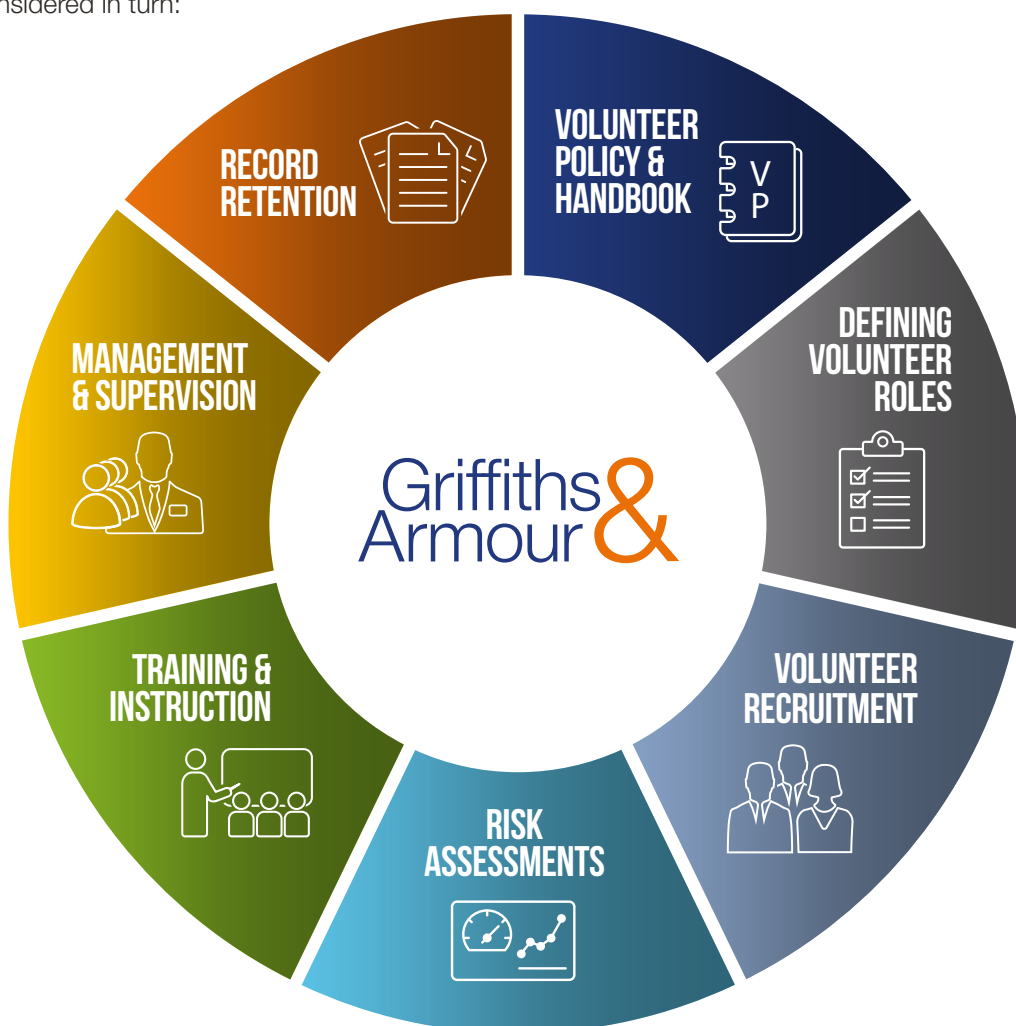 nsidered in turn:
VOLUNTEER
POLICY &
HANDBOOK
V
P
DEFINING
VOLUNTEER
ROLES
VOLUNTEER
RECRUITMENT
RISK
ASSESSMENTS
TRAINING &
INSTRUCTION
MANAGEMENT
& SUPERVISION
RECORD
RETENTION
Griffiths &
Armour